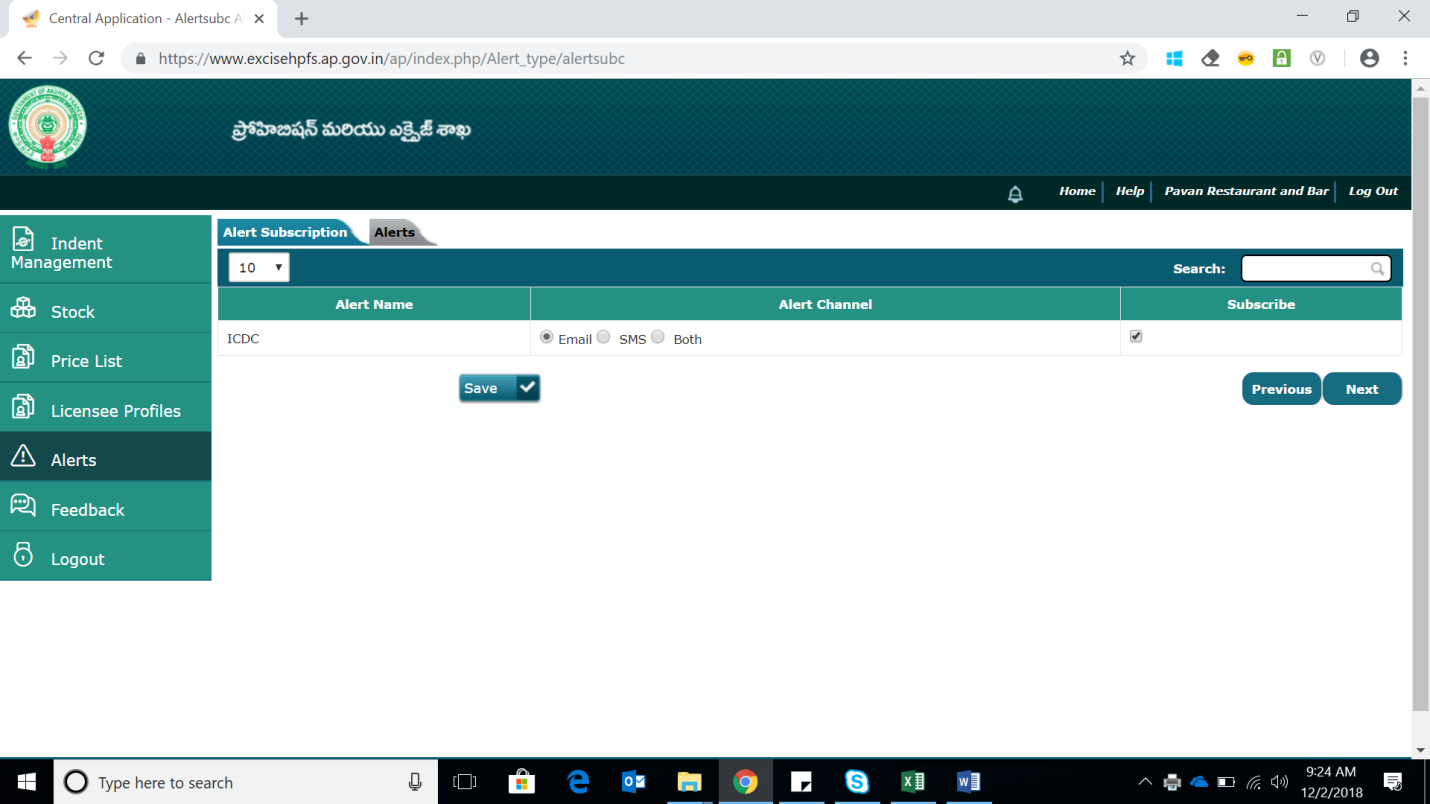 Central Application - Alertsubc A
https://www.excisehpfs.ap.gov.in/ap/index.php/Alert_type/alertsubc
ప్రోహిబిషన్ మరియు ఎక్సైజ్ శాఖ
Home Help Pavan Restaurant and Bar Log Out
Indent
Management
Stock
Price List
Licensee Profiles
Alerts
Feedback
Logout
Alert Subscription Alerts
10 Search:
Alert Name Alert Channel Subscribe
ICDC Email SMS Both
Save Previous Next
Type here to search
9:24 AM
12/2/2018